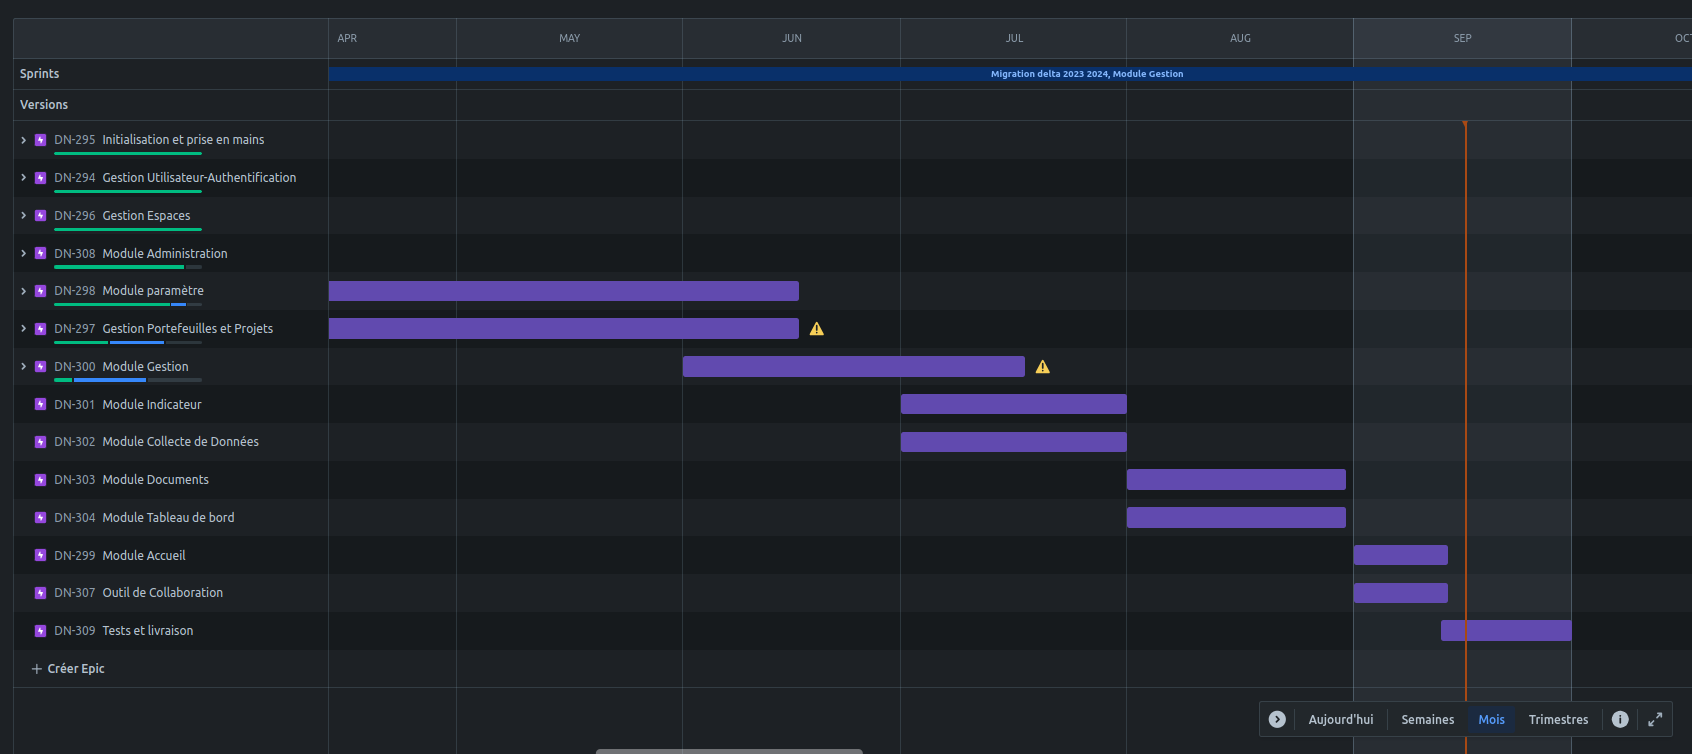 APR MAY JUN JUL AUG SEP OCT
Sprints
Migration delta 2023 2024, Module Gestion
Versions
DN-295 Initialisation et prise en mains
DN-294 Gestion Utilisateur-Authentification
DN-296 Gestion Espaces
DN-308 Module Administration
DN-298 Module paramètre
DN-297 Gestion Portefeuilles et Projets
DN-300 Module Gestion
DN-301 Module Indicateur
DN-302 Module Collecte de Données
DN-303 Module Documents
DN-304 Module Tableau de bord
DN-299 Module Accueil
DN-307 Outil de Collaboration
DN-309 Tests et livraison
+ Créer Epic
Aujourd'hui Semaines Mois Trimestres